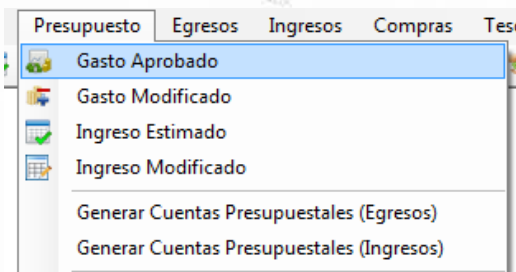 Presupuesto Egresos Ingresos Compras
Gasto Aprobado
Gasto Modificado
Ingreso Estimado
Ingreso Modificado
Generar Cuentas Presupuestales (Egresos)
Generar Cuentas Presupuestales (Ingresos)